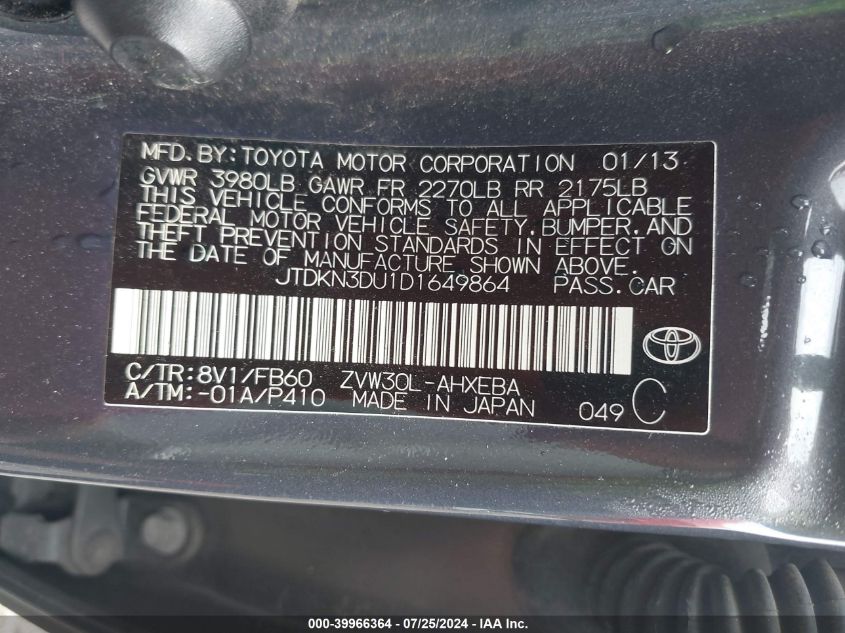 MFD. BY: TOYOTA MOTOR CORPORATION 01/13
GVWR 3980LB GAWR FR 2270LB RR 2175LB
THIS VEHICLE CONFORMS TO ALL APPLICABLE
FEDERAL MOTOR VEHICLE SAFETY, BUMPER, AND
THEFT PREVENTION STANDARDS IN EFFECT ON
THE DATE OF MANUFACTURE SHOWN ABOVE.
JTDKN3DU1D1649864 PASS. CAR
C/TR: 8V1/FB60 ZVW30L-AHXEBA
A/TM: -01A/P410 MADE IN JAPAN 049 C
000-39966364 / 07/25/2024 - IAA Inc.